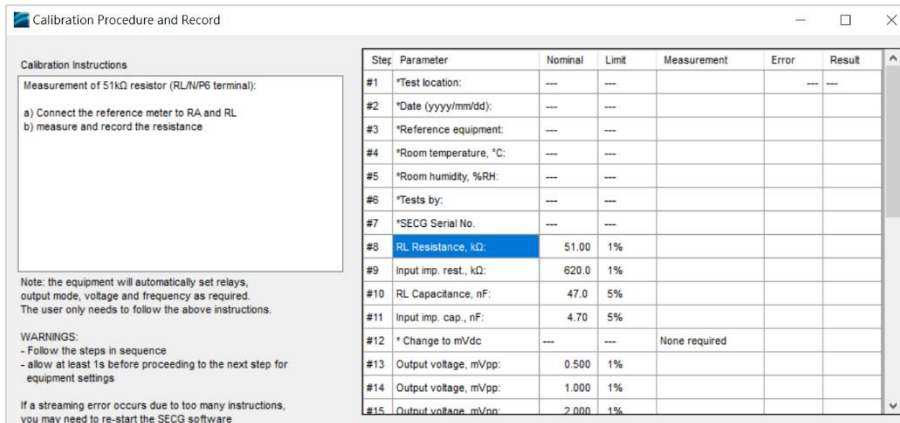 Calibration Procedure and Record
Calibration Instructions
Measurement of 51kΩ resistor (RL/N/P6 terminal):
a) Connect the reference meter to RA and RL
b) measure and record the resistance
Note: the equipment will automatically set relays,
output mode, voltage and frequency as required.
The user only needs to follow the above instructions.
WARNINGS:
- Follow the steps in sequence
- allow at least 1s before proceeding to the next step for
equipment settings
If a streaming error occurs due to too many instructions,
you may need to re-start the SECG software
Step Parameter Nominal Limit Measurement Error Result
#1 *Test location: --- --- --- ---
#2 *Date (yyyy/mm/dd): --- ---
#3 *Reference equipment: --- ---
#4 *Room temperature, °C: --- ---
#5 *Room humidity, %RH: --- ---
#6 *Tests by: --- ---
#7 *SECG Serial No. --- ---
#8 RL Resistance, kΩ: 51.00 1%
#9 Input imp. rest., kΩ: 620.0 1%
#10 RL Capacitance, nF: 47.0 5%
#11 Input imp. cap., nF: 4.70 5%
#12 * Change to mVdc --- --- None required
#13 Output voltage, mVpp: 0.500 1%
#14 Output voltage, mVpp: 1.000 1%
#15 Output voltage, mVpp: 2.000 1%